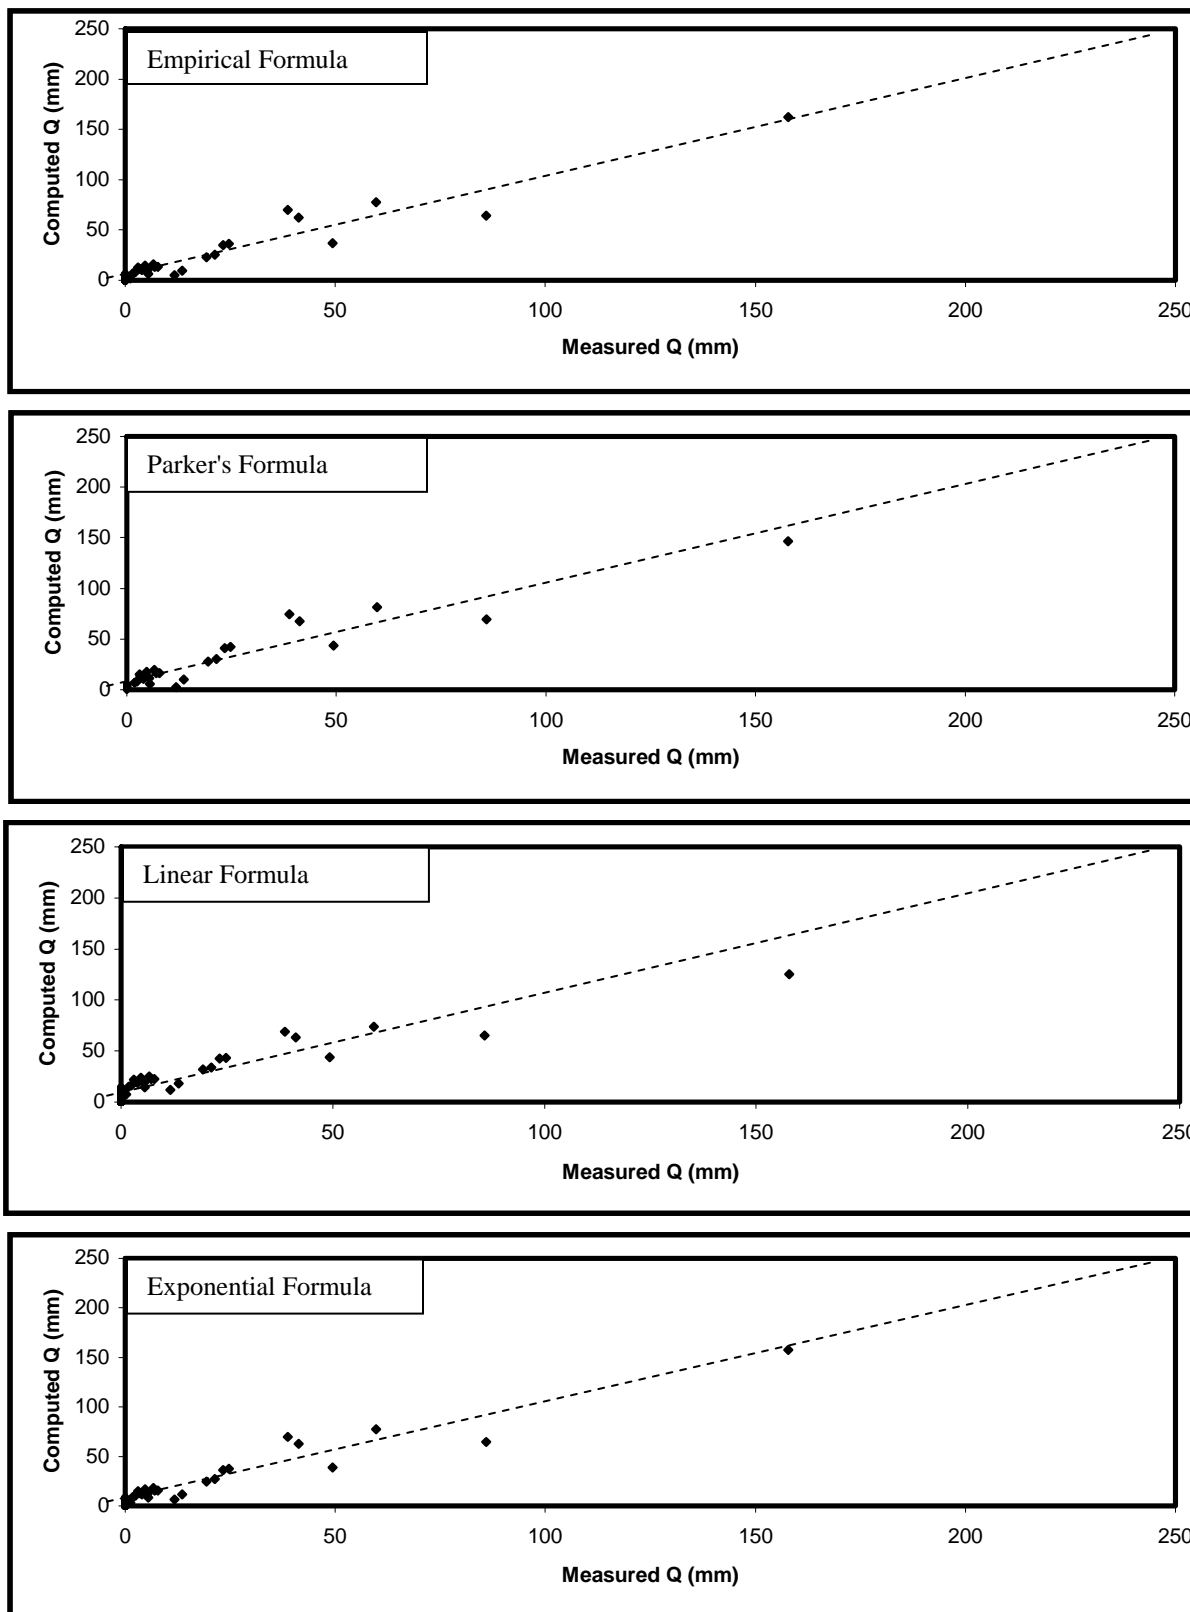 Empirical Formula
Computed Q (mm)
250
200
150
100
50
0
0 50 100 150 200 250
Measured Q (mm)
Parker's Formula
Computed Q (mm)
250
200
150
100
50
0
0 50 100 150 200 250
Measured Q (mm)
Linear Formula
Computed Q (mm)
250
200
150
100
50
0
0 50 100 150 200 250
Measured Q (mm)
Exponential Formula
Computed Q (mm)
250
200
150
100
50
0
0 50 100 150 200 250
Measured Q (mm)